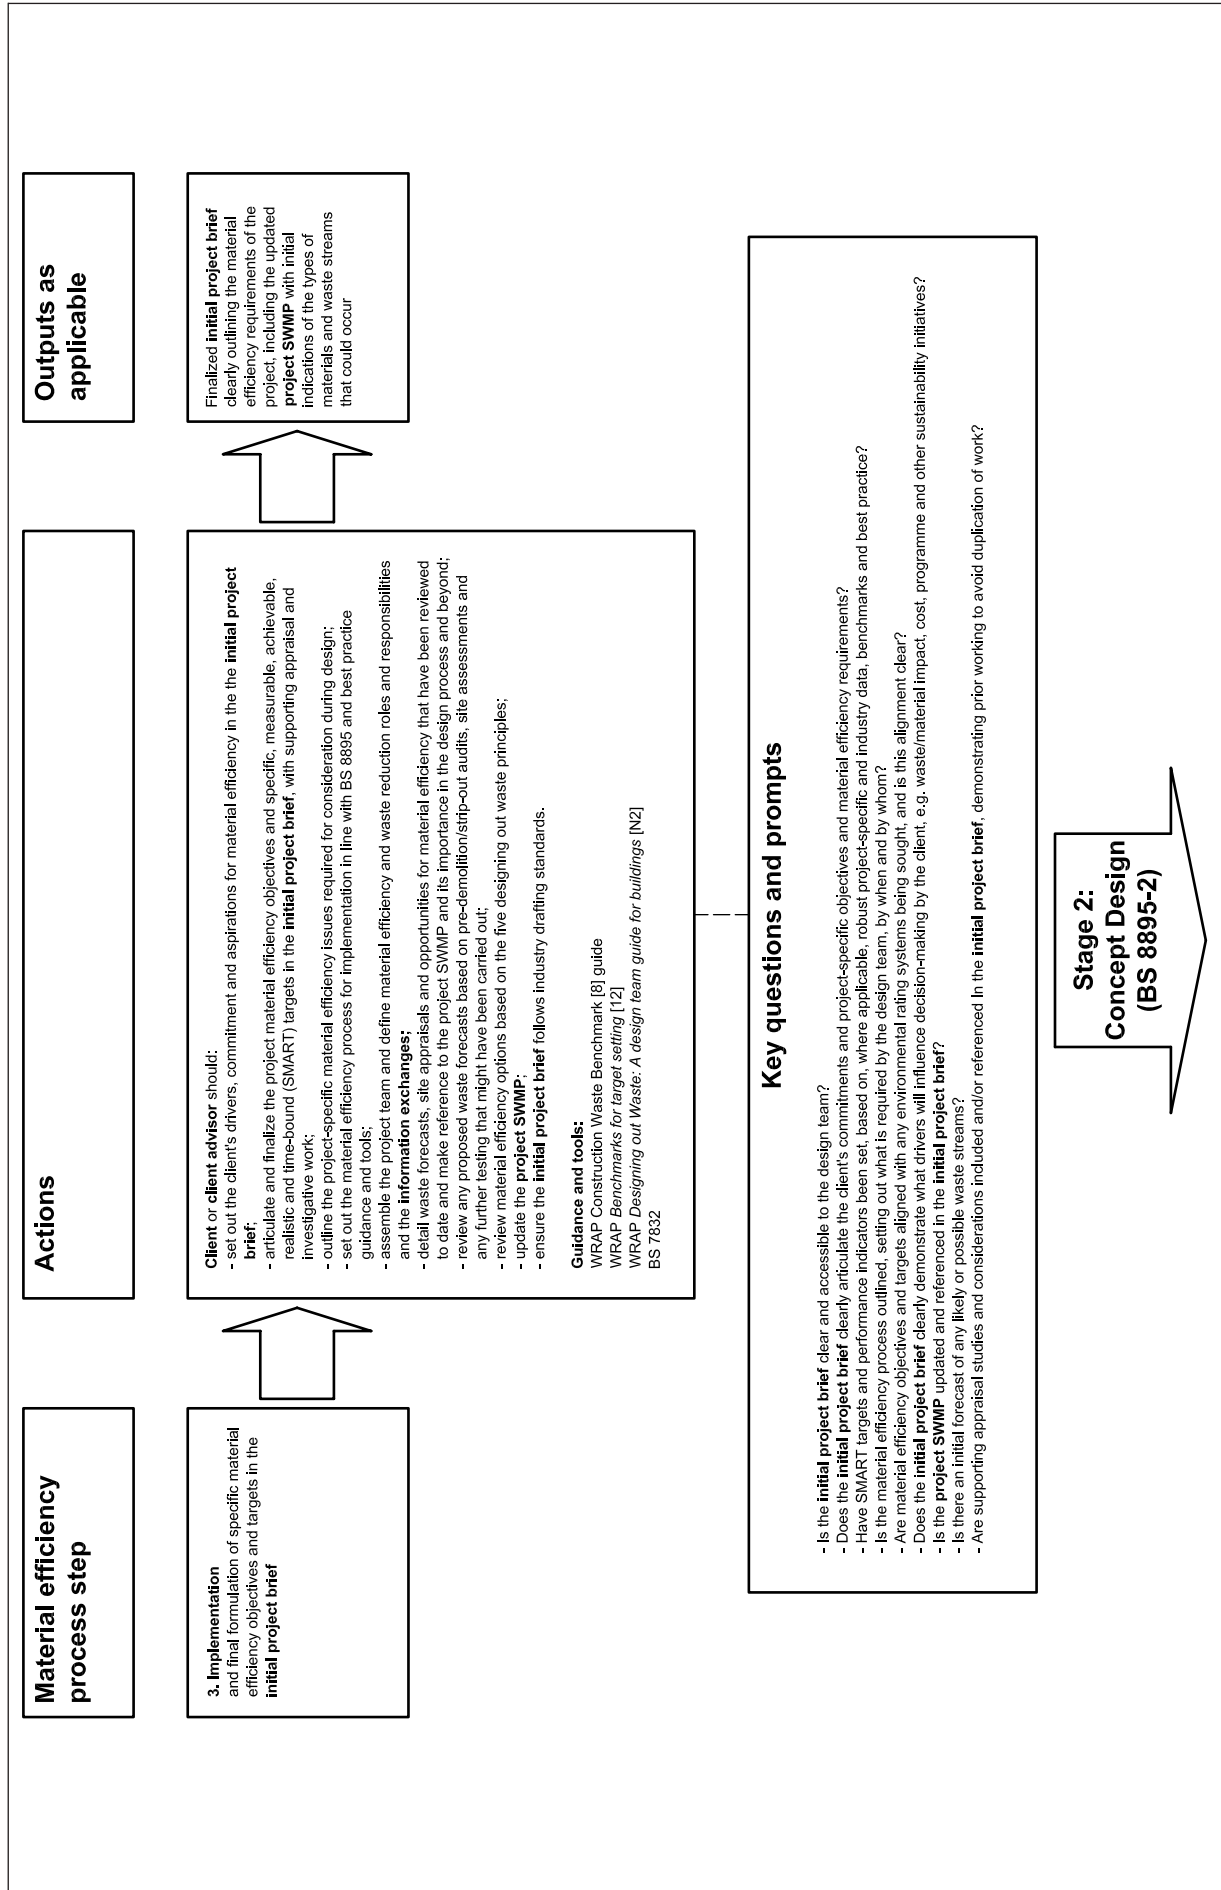 Material efficiency
process step
Actions
Outputs as
applicable
3. Implementation
and final formulation of specific material
efficiency objectives and targets in the
initial project brief
Client or client advisor should:
- set out the client's drivers, commitment and aspirations for material efficiency in the the initial project
brief;
- articulate and finalize the project material efficiency objectives and specific, measurable, achievable,
realistic and time-bound (SMART) targets in the initial project brief, with supporting appraisal and
investigative work;
- outline the project-specific material efficiency issues required for consideration during design;
- set out the material efficiency process for implementation in line with BS 8895 and best practice
guidance and tools;
- assemble the project team and define material efficiency and waste reduction roles and responsibilities
and the information exchanges;
- detail waste forecasts, site appraisals and opportunities for material efficiency that have been reviewed
to date and make reference to the project SWMP and its importance in the design process and beyond;
- review any proposed waste forecasts based on pre-demolition/strip-out audits, site assessments and
any further testing that might have been carried out;
- review material efficiency options based on the five designing out waste principles;
- update the project SWMP;
- ensure the initial project brief follows industry drafting standards.
Guidance and tools:
WRAP Construction Waste Benchmark [8] guide
WRAP Benchmarks for target setting [12]
WRAP Designing out Waste: A design team guide for buildings [N2]
BS 7832
Finalized initial project brief
clearly outlining the material
efficiency requirements of the
project, including the updated
project SWMP with initial
indications of the types of
materials and waste streams
that could occur
Key questions and prompts
- Is the initial project brief clear and accessible to the design team?
- Does the initial project brief clearly articulate the client's commitments and project-specific objectives and material efficiency requirements?
- Have SMART targets and performance indicators been set, based on, where applicable, robust project-specific and industry data, benchmarks and best practice?
- Is the material efficiency process outlined, setting out what is required by the design team, by when and by whom?
- Are material efficiency objectives and targets aligned with any environmental rating systems being sought, and is this alignment clear?
- Does the initial project brief clearly demonstrate what drivers will influence decision-making by the client, e.g. waste/material impact, cost, programme and other sustainability initiatives?
- Is the project SWMP updated and referenced in the initial project brief?
- Is there an initial forecast of any likely or possible waste streams?
- Are supporting appraisal studies and considerations included and/or referenced In the initial project brief, demonstrating prior working to avoid duplication of work?
Stage 2:
Concept Design
(BS 8895-2)